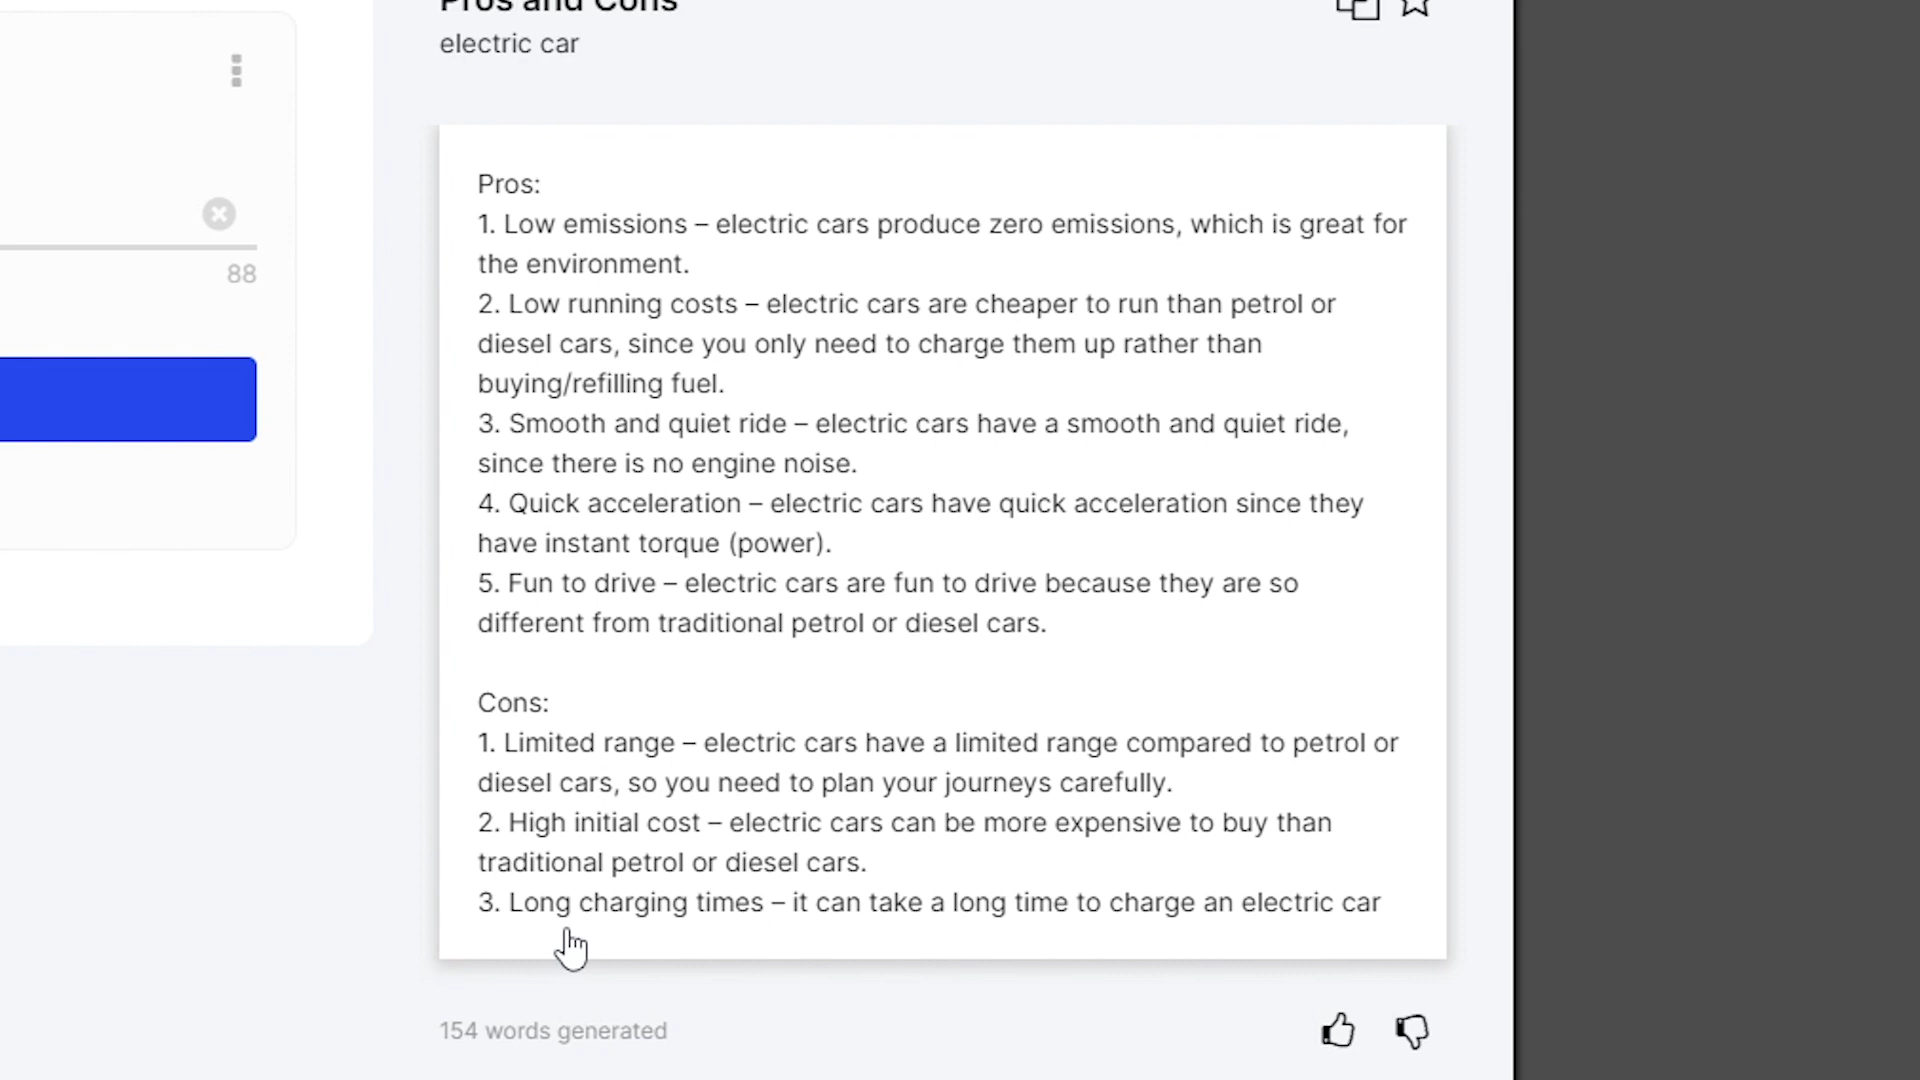 Pros and Cons
electric car
88
Pros:
1. Low emissions – electric cars produce zero emissions, which is great for
the environment.
2. Low running costs – electric cars are cheaper to run than petrol or
diesel cars, since you only need to charge them up rather than
buying/refilling fuel.
3. Smooth and quiet ride – electric cars have a smooth and quiet ride,
since there is no engine noise.
4. Quick acceleration – electric cars have quick acceleration since they
have instant torque (power).
5. Fun to drive – electric cars are fun to drive because they are so
different from traditional petrol or diesel cars.
Cons:
1. Limited range – electric cars have a limited range compared to petrol or
diesel cars, so you need to plan your journeys carefully.
2. High initial cost – electric cars can be more expensive to buy than
traditional petrol or diesel cars.
3. Long charging times – it can take a long time to charge an electric car
154 words generated